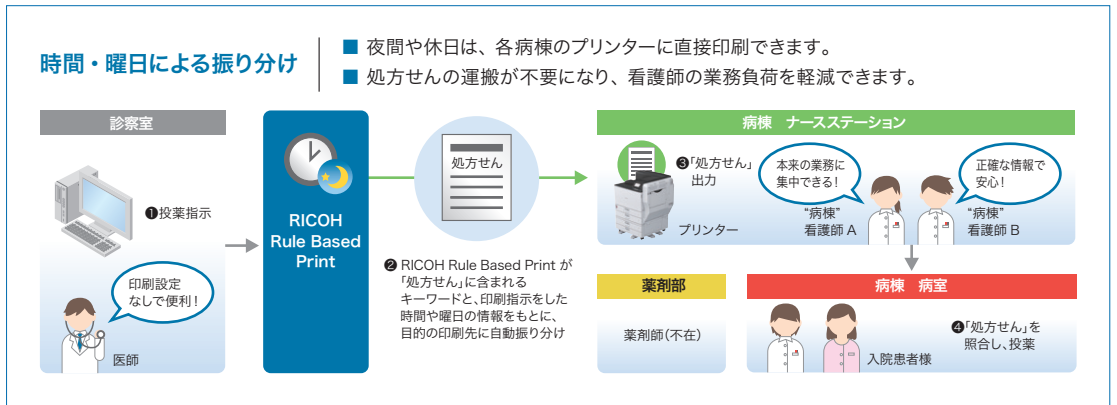 時間・曜日による振り分け
■ 夜間や休日は、各病棟のプリンターに直接印刷できます。
■ 処方せんの運搬が不要になり、看護師の業務負荷を軽減できます。
診察室
❶投薬指示
印刷設定
なしで便利！
医師
RICOH
Rule Based
Print
処方せん
❷ RICOH Rule Based Print が
「処方せん」に含まれる
キーワードと、印刷指示をした
時間や曜日の情報をもとに、
目的の印刷先に自動振り分け
病棟 ナースステーション
❸「処方せん」
出力
プリンター
本来の業務に
集中できる！
“病棟”
看護師 A
正確な情報で
安心！
“病棟”
看護師 B
薬剤部
薬剤師（不在）
病棟 病室
❹「処方せん」を
照合し、投薬
入院患者様